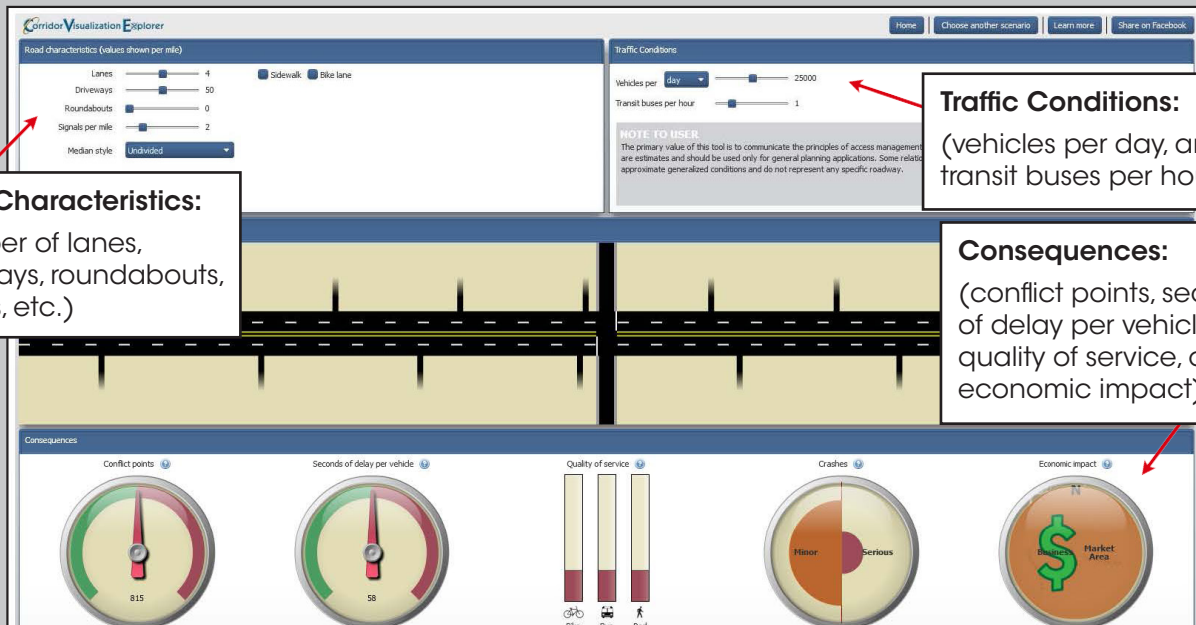 Corridor Visualization Explorer
Home
Choose another scenario
Learn more
Share on Facebook
Road characteristics (values shown per mile)
Lanes 4
Sidewalk
Bike lane
Driveways 50
Roundabouts 0
Signals per mile 2
Median style Undivided
Traffic Conditions
Vehicles per day 25000
Transit buses per hour 1
NOTE TO USER
The primary value of this tool is to communicate the principles of access management
are estimates and should be used only for general planning applications. Some relatio
approximate generalized conditions and do not represent any specific roadway.
Traffic Conditions:
(vehicles per day, a
transit buses per ho
Characteristics:
er of lanes,
ays, roundabouts,
, etc.)
Consequences:
(conflict points, sec
of delay per vehicl
quality of service,
economic impact)
Consequences
Conflict points
815
Seconds of delay per vehicle
58
Quality of service
Bike
Bus
Ped
Crashes
Minor
Serious
Economic impact
N
$
Business
Market
Area